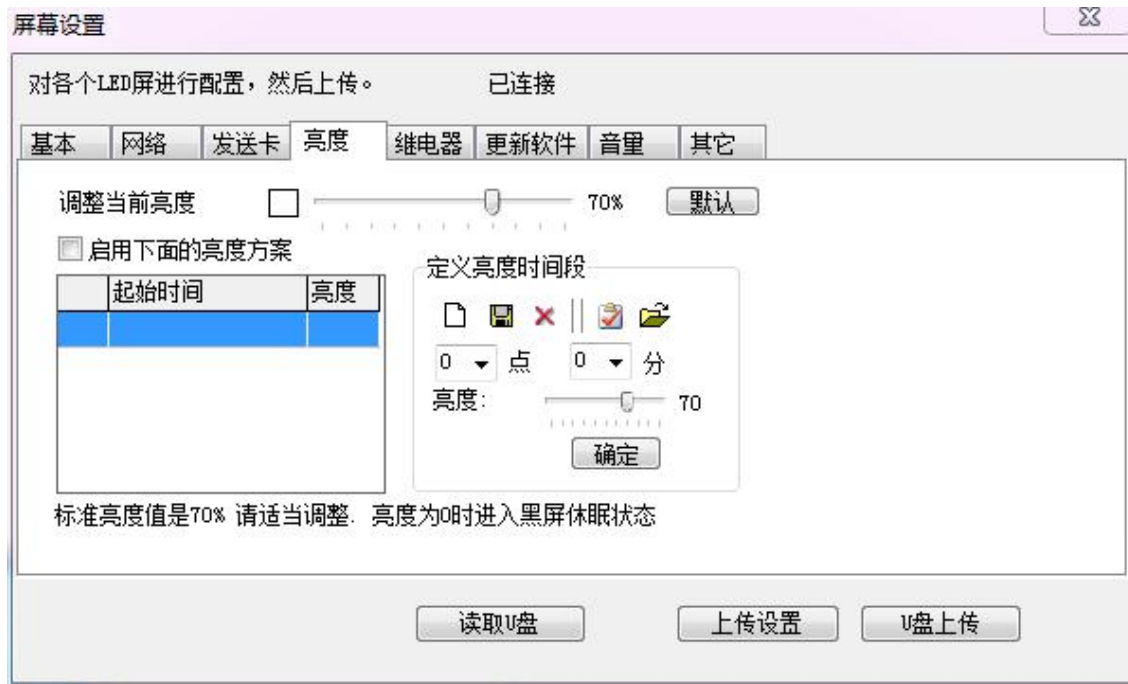 屏幕设置
对各个LED屏进行配置，然后上传。 已连接
基本 网络 发送卡 亮度 继电器 更新软件 音量 其它
调整当前亮度 70% 默认
启用下面的亮度方案
定义亮度时间段
起始时间 亮度
0 点 0 分
亮度: 70
确定
标准亮度值是70% 请适当调整. 亮度为0时进入黑屏休眠状态
读取U盘 上传设置 U盘上传